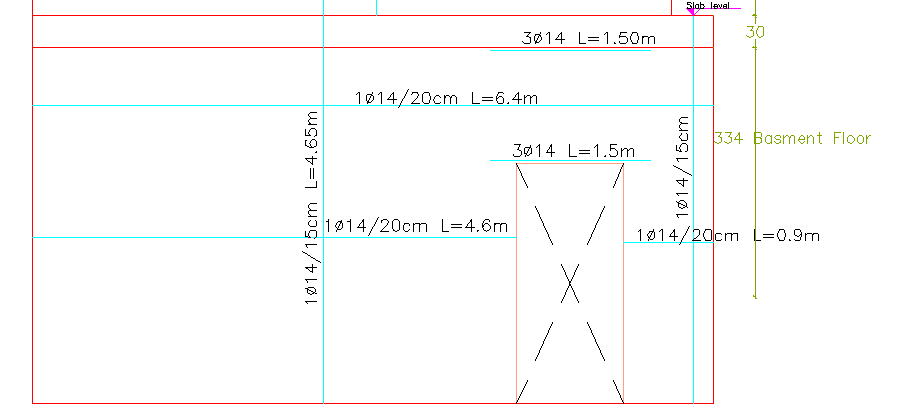 Slab level
30
3ø14 L=1.50m
1ø14/20cm L=6.4m
334 Basment Floor
3ø14 L=1.5m
1ø14/15cm L=4.65m
1ø14/15cm
1ø14/20cm L=4.6m
1ø14/20cm L=0.9m